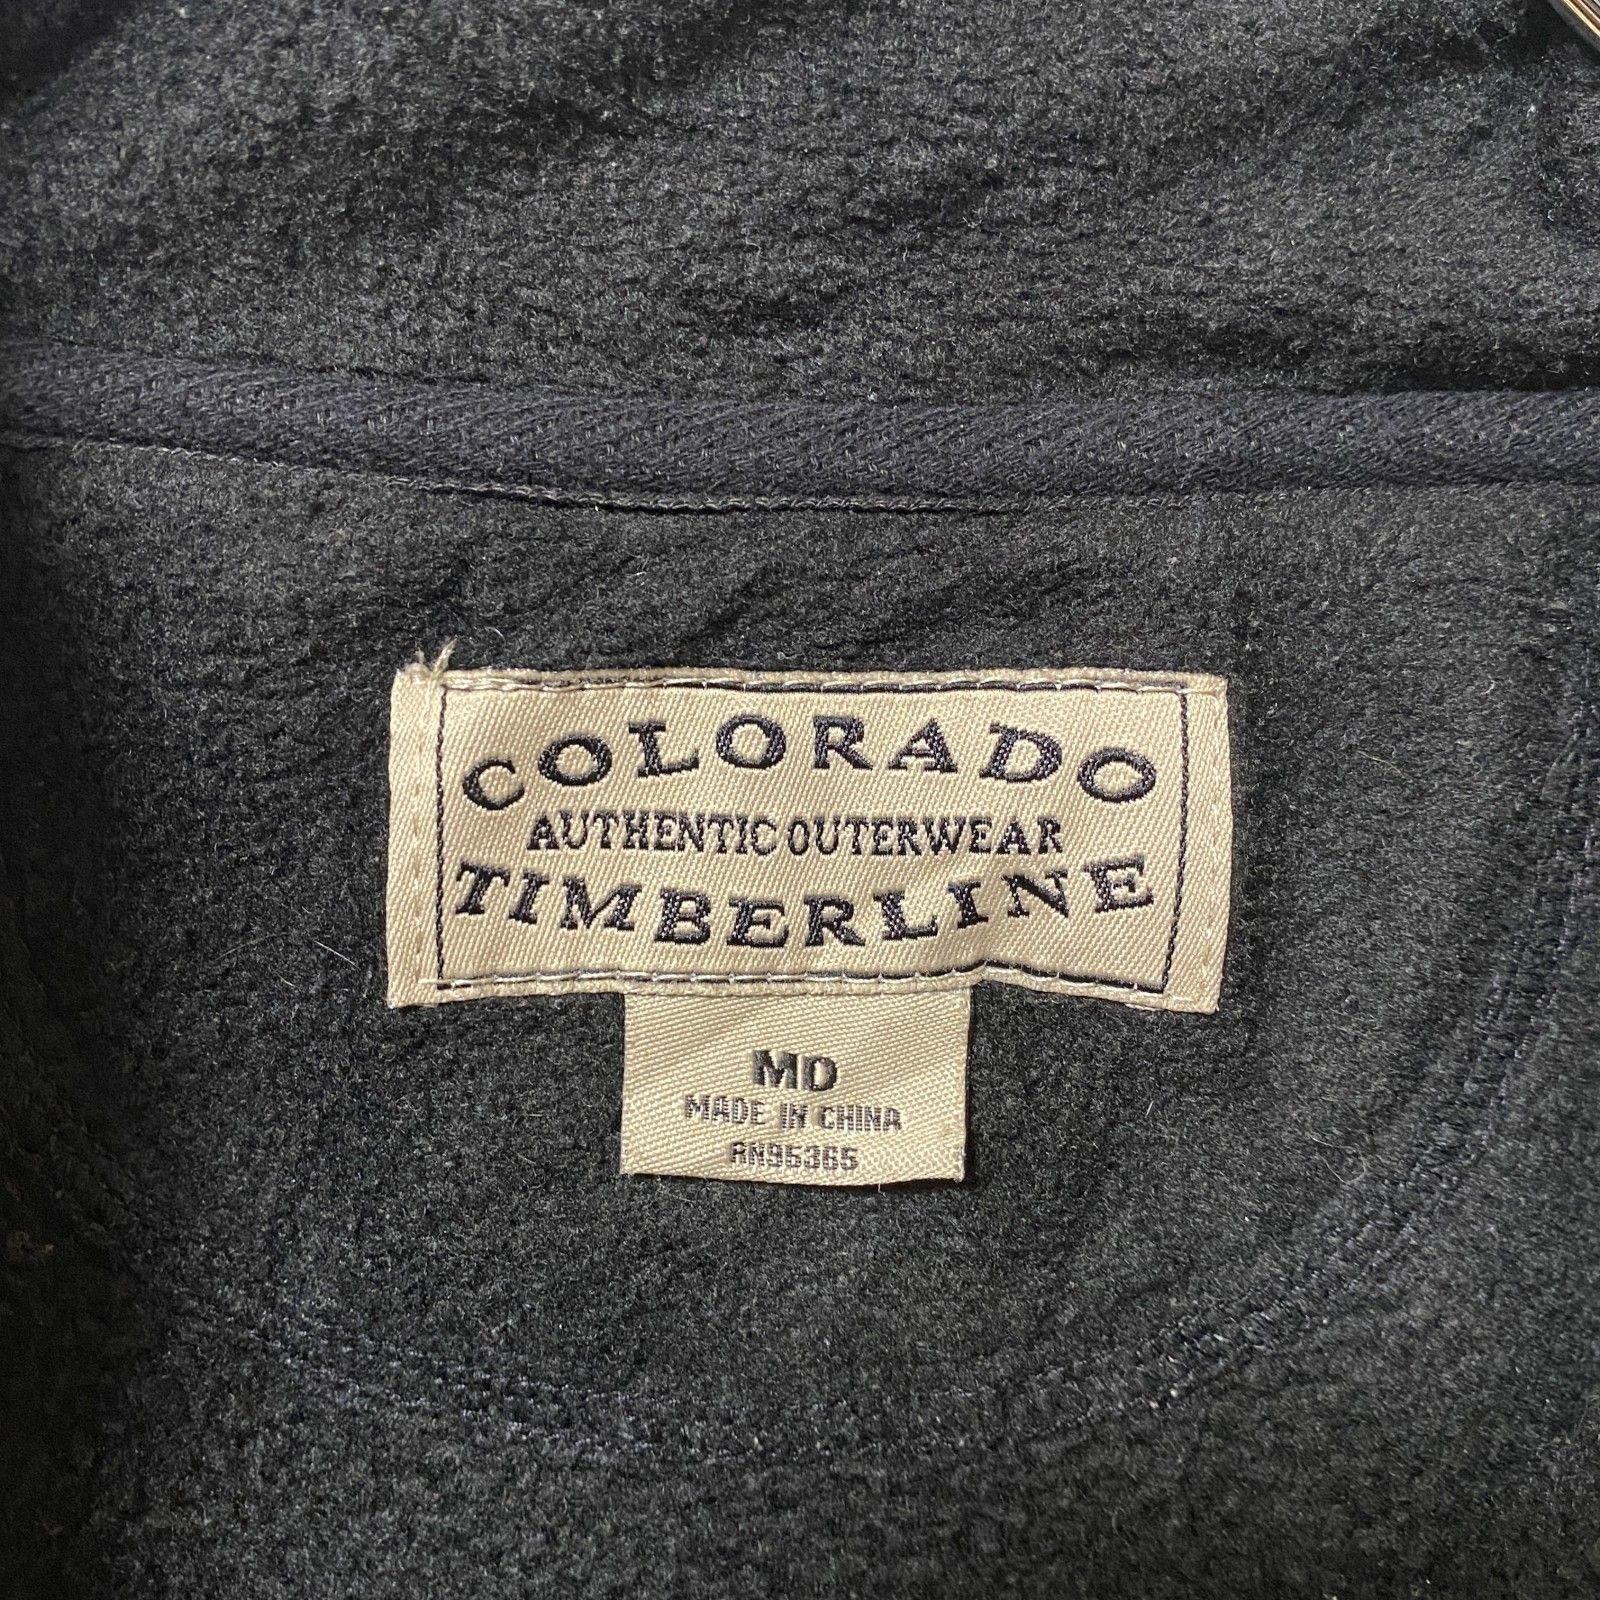 COLORADO
AUTHENTIC OUTERWEAR
TIMBERLINE
MD
MADE IN CHINA
RN95365